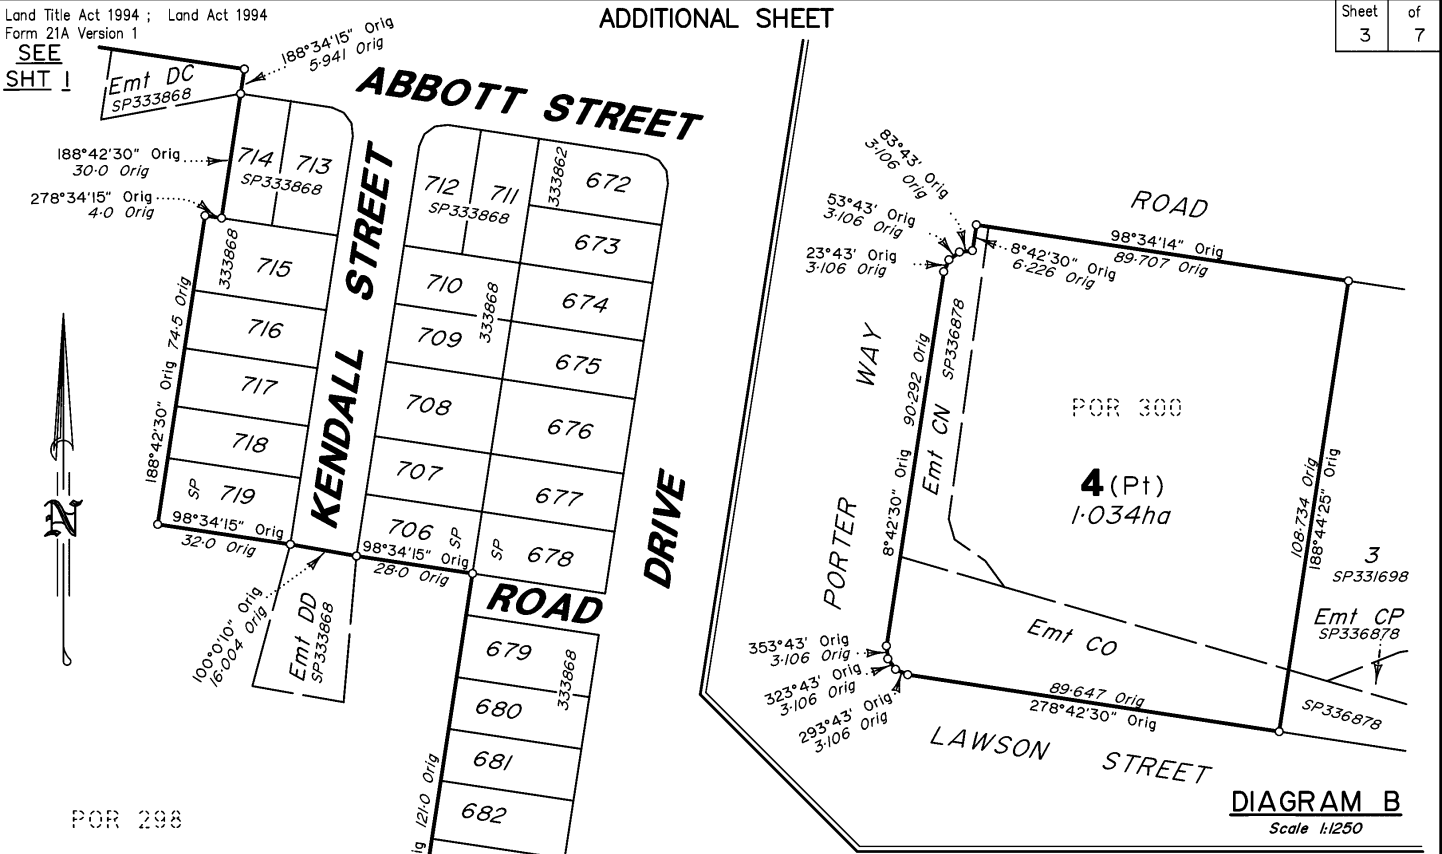 Land Title Act 1994 ; Land Act 1994
Form 21A Version 1
ADDITIONAL SHEET
Sheet 3 of 7
SEE
SHT 1
Emt DC
SP333868
188°34'15" Orig
5·941 Orig
ABBOTT STREET
188°42'30" Orig
30·0 Orig
278°34'15" Orig
4·0 Orig
714
713
SP333868
KENDALL STREET
712
711
SP333868
333862
672
673
674
675
676
677
678
333868
715
716
717
718
SP
719
710
709
333868
708
707
706
SP
SP
188°42'30" Orig 74·5 Orig
98°34'15" Orig
32·0 Orig
98°34'15" Orig
28·0 Orig
100°0'10" Orig
16·004 Orig
Emt DD
SP333868
DRIVE
ROAD
679
680
681
682
333868
121·0 Orig
ig
POR 298
N
83°43' Orig
3·106 Orig
53°43' Orig
3·106 Orig
23°43' Orig
3·106 Orig
ROAD
98°34'14" Orig
89·707 Orig
8°42'30" Orig
6·226 Orig
PORTER WAY
8°42'30" Orig 90·292 Orig
Emt CN SP336878
POR 300
4 (Pt)
1·034ha
108·734 Orig
188°44'25" Orig
3
SP331698
Emt CP
SP336878
Emt CO
SP336878
353°43' Orig
3·106 Orig
323°43' Orig
3·106 Orig
293°43' Orig
3·106 Orig
89·647 Orig
278°42'30" Orig
LAWSON STREET
DIAGRAM B
Scale 1:1250